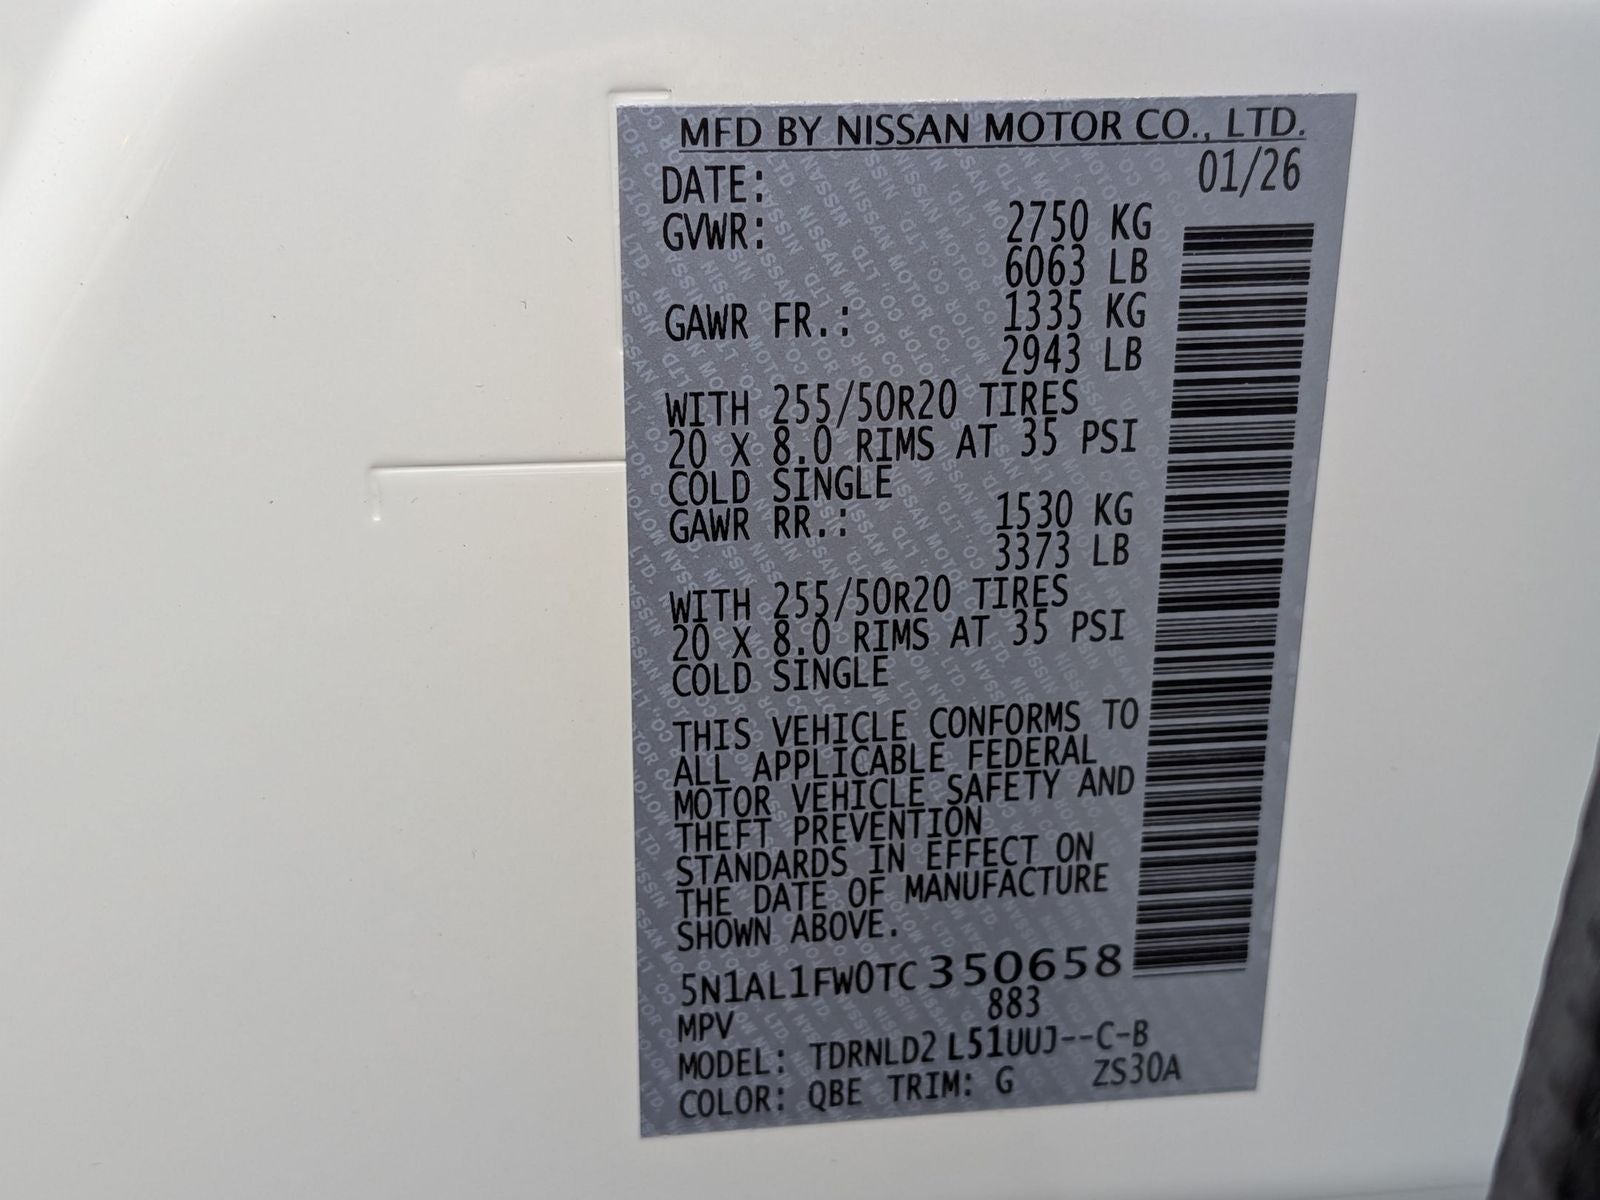 MFD BY NISSAN MOTOR CO., LTD.
DATE: 01/26
GVWR: 2750 KG
6063 LB
GAWR FR.: 1335 KG
2943 LB
WITH 255/50R20 TIRES
20 X 8.0 RIMS AT 35 PSI
COLD SINGLE
GAWR RR.: 1530 KG
3373 LB
WITH 255/50R20 TIRES
20 X 8.0 RIMS AT 35 PSI
COLD SINGLE
THIS VEHICLE CONFORMS TO
ALL APPLICABLE FEDERAL
MOTOR VEHICLE SAFETY AND
THEFT PREVENTION
STANDARDS IN EFFECT ON
THE DATE OF MANUFACTURE
SHOWN ABOVE.
5N1AL1FW0TC350658
MPV 883
MODEL: TDRNLD2 L51UUJ--C-B
COLOR: QBE TRIM: G ZS30A